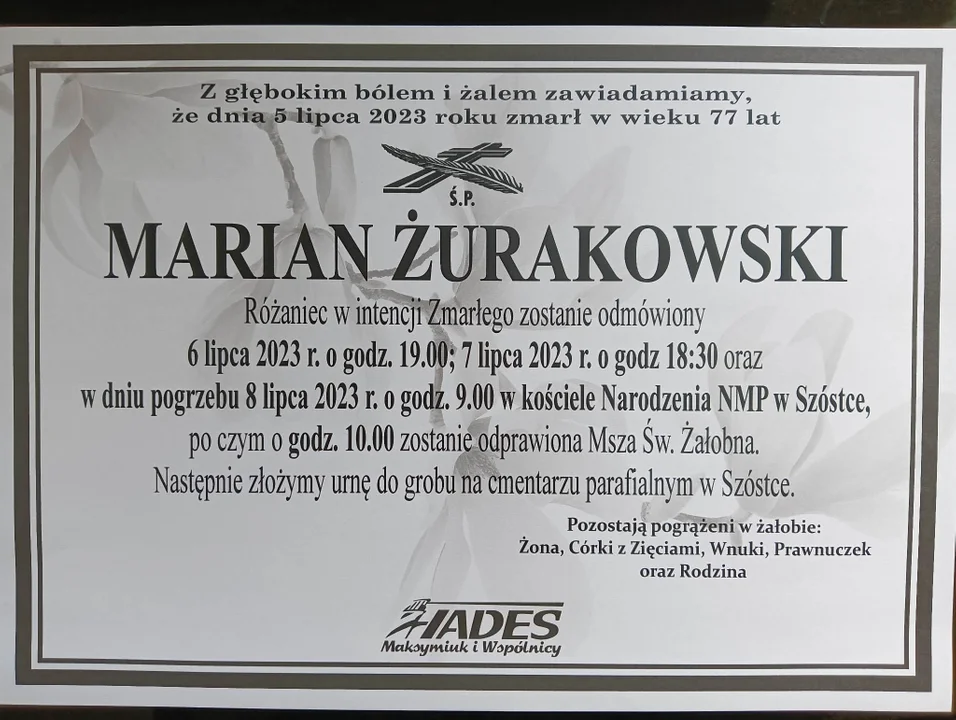 Z głębokim bólem i żalem zawiadamiamy,
że dnia 5 lipca 2023 roku zmarł w wieku 77 lat
Ś.P.
MARIAN ŻURAKOWSKI
Różaniec w intencji Zmarłego zostanie odmówiony
6 lipca 2023 r. o godz. 19.00; 7 lipca 2023 r. o godz 18:30 oraz
w dniu pogrzebu 8 lipca 2023 r. o godz. 9.00 w kościele Narodzenia NMP w Szóstce,
po czym o godz. 10.00 zostanie odprawiona Msza Św. Żałobna.
Następnie złożymy urnę do grobu na cmentarzu parafialnym w Szóstce.
Pozostają pogrążeni w żałobie:
Żona, Córki z Zięciami, Wnuki, Prawnuczek
oraz Rodzina
HADES
Maksymiuk i Wspólnicy